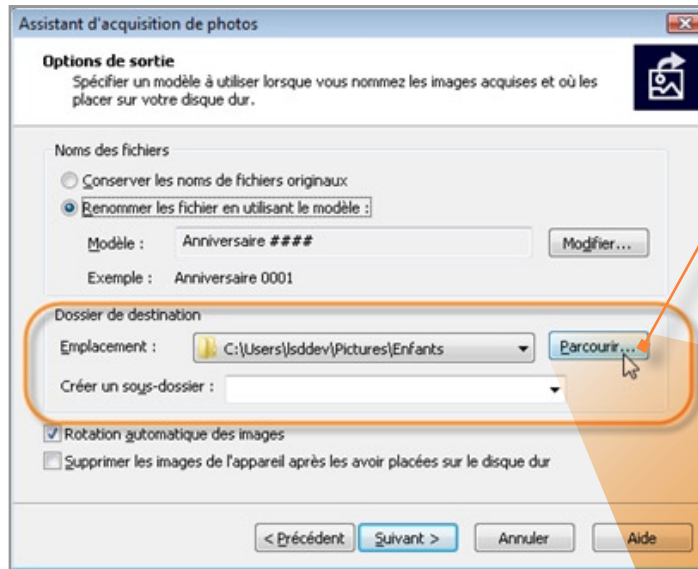 Assistant d'acquisition de photos
Options de sortie
Spécifier un modèle à utiliser lorsque vous nommez les images acquises et où les
placer sur votre disque dur.
Noms des fichiers
Conserver les noms de fichiers originaux
Renommer les fichier en utilisant le modèle :
Modèle : Anniversaire #### Modifier...
Exemple : Anniversaire 0001
Dossier de destination
Emplacement : C:\Users\lsddev\Pictures\Enfants Parcourir...
Créer un sous-dossier :
Rotation automatique des images
Supprimer les images de l'appareil après les avoir placées sur le disque dur
< Précédent Suivant > Annuler Aide